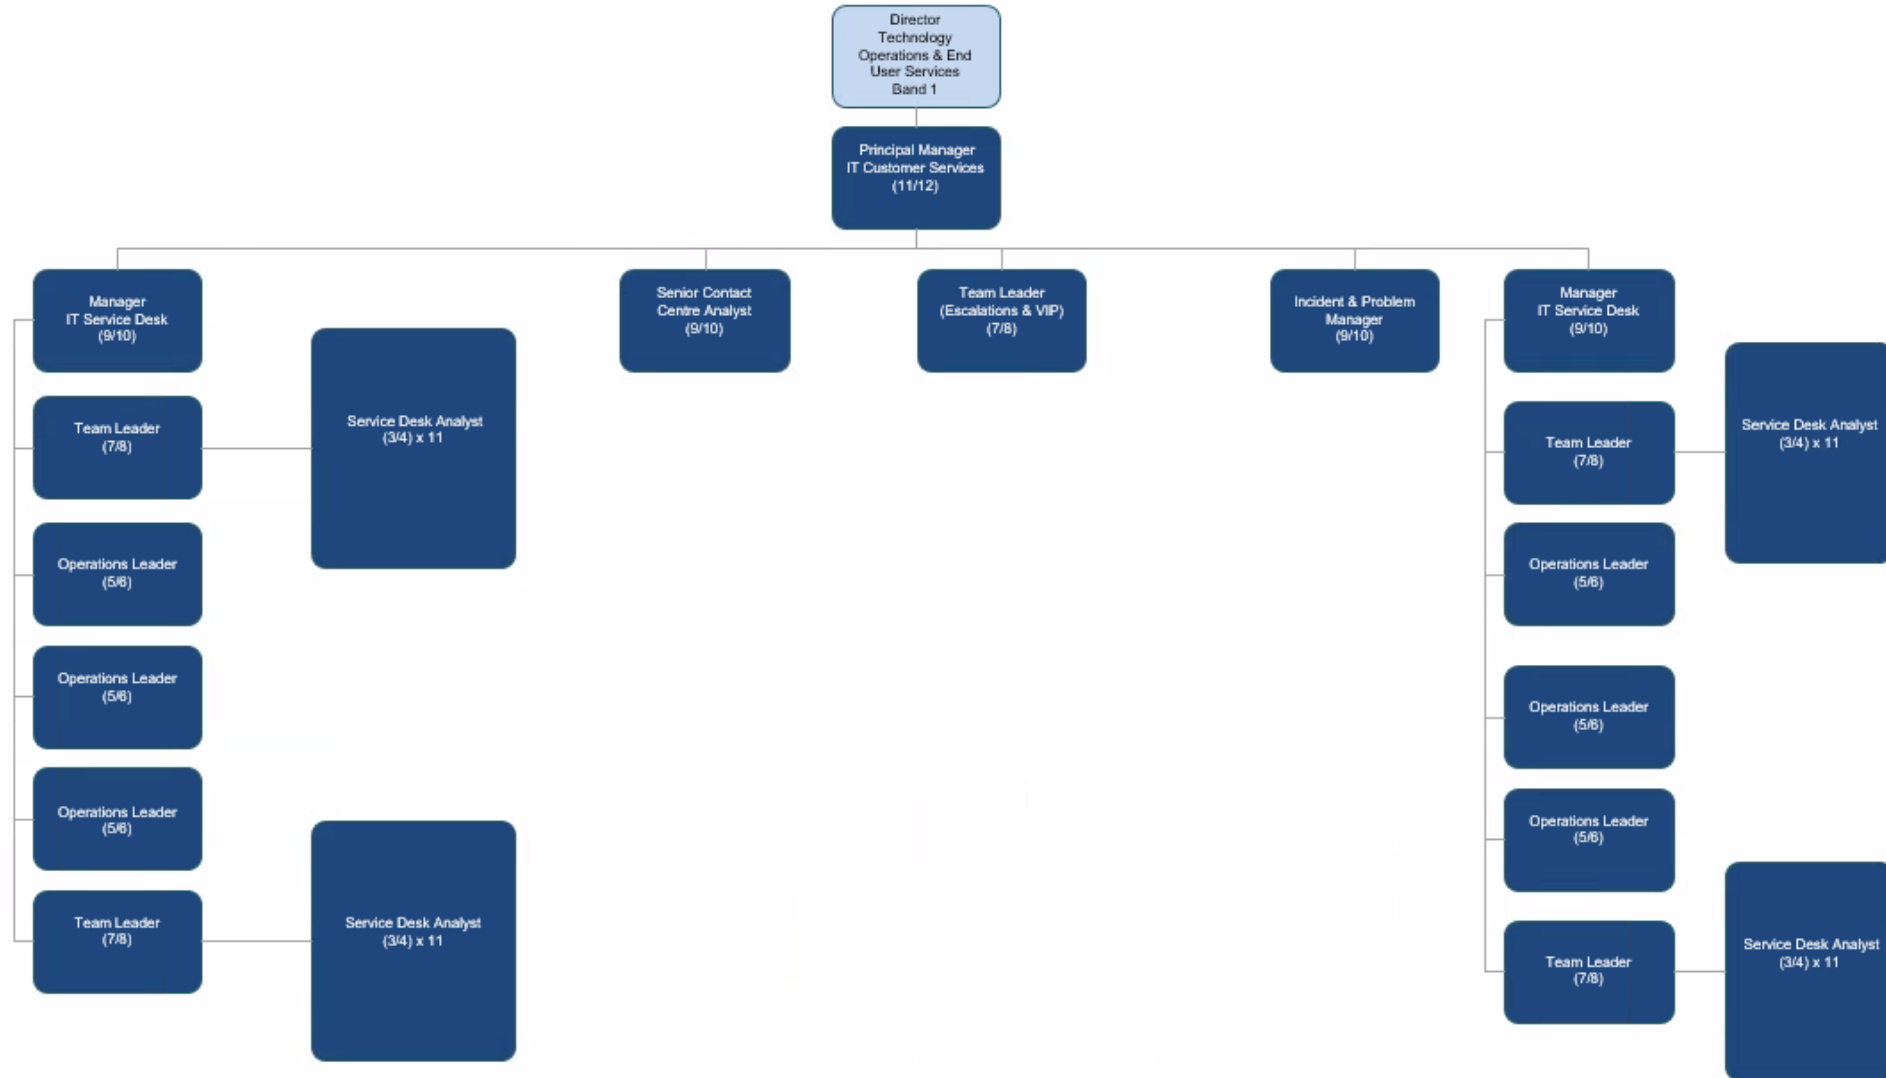 Director
Technology
Operations & End
User Services
Band 1
Principal Manager
IT Customer Services
(11/12)
Manager
IT Service Desk
(9/10)
Senior Contact
Centre Analyst
(9/10)
Team Leader
(Escalations & VIP)
(7/8)
Incident & Problem
Manager
(9/10)
Manager
IT Service Desk
(9/10)
Team Leader
(7/8)
Service Desk Analyst
(3/4) x 11
Operations Leader
(5/6)
Operations Leader
(5/6)
Operations Leader
(5/6)
Team Leader
(7/8)
Service Desk Analyst
(3/4) x 11
Team Leader
(7/8)
Service Desk Analyst
(3/4) x 11
Operations Leader
(5/6)
Operations Leader
(5/6)
Operations Leader
(5/6)
Team Leader
(7/8)
Service Desk Analyst
(3/4) x 11